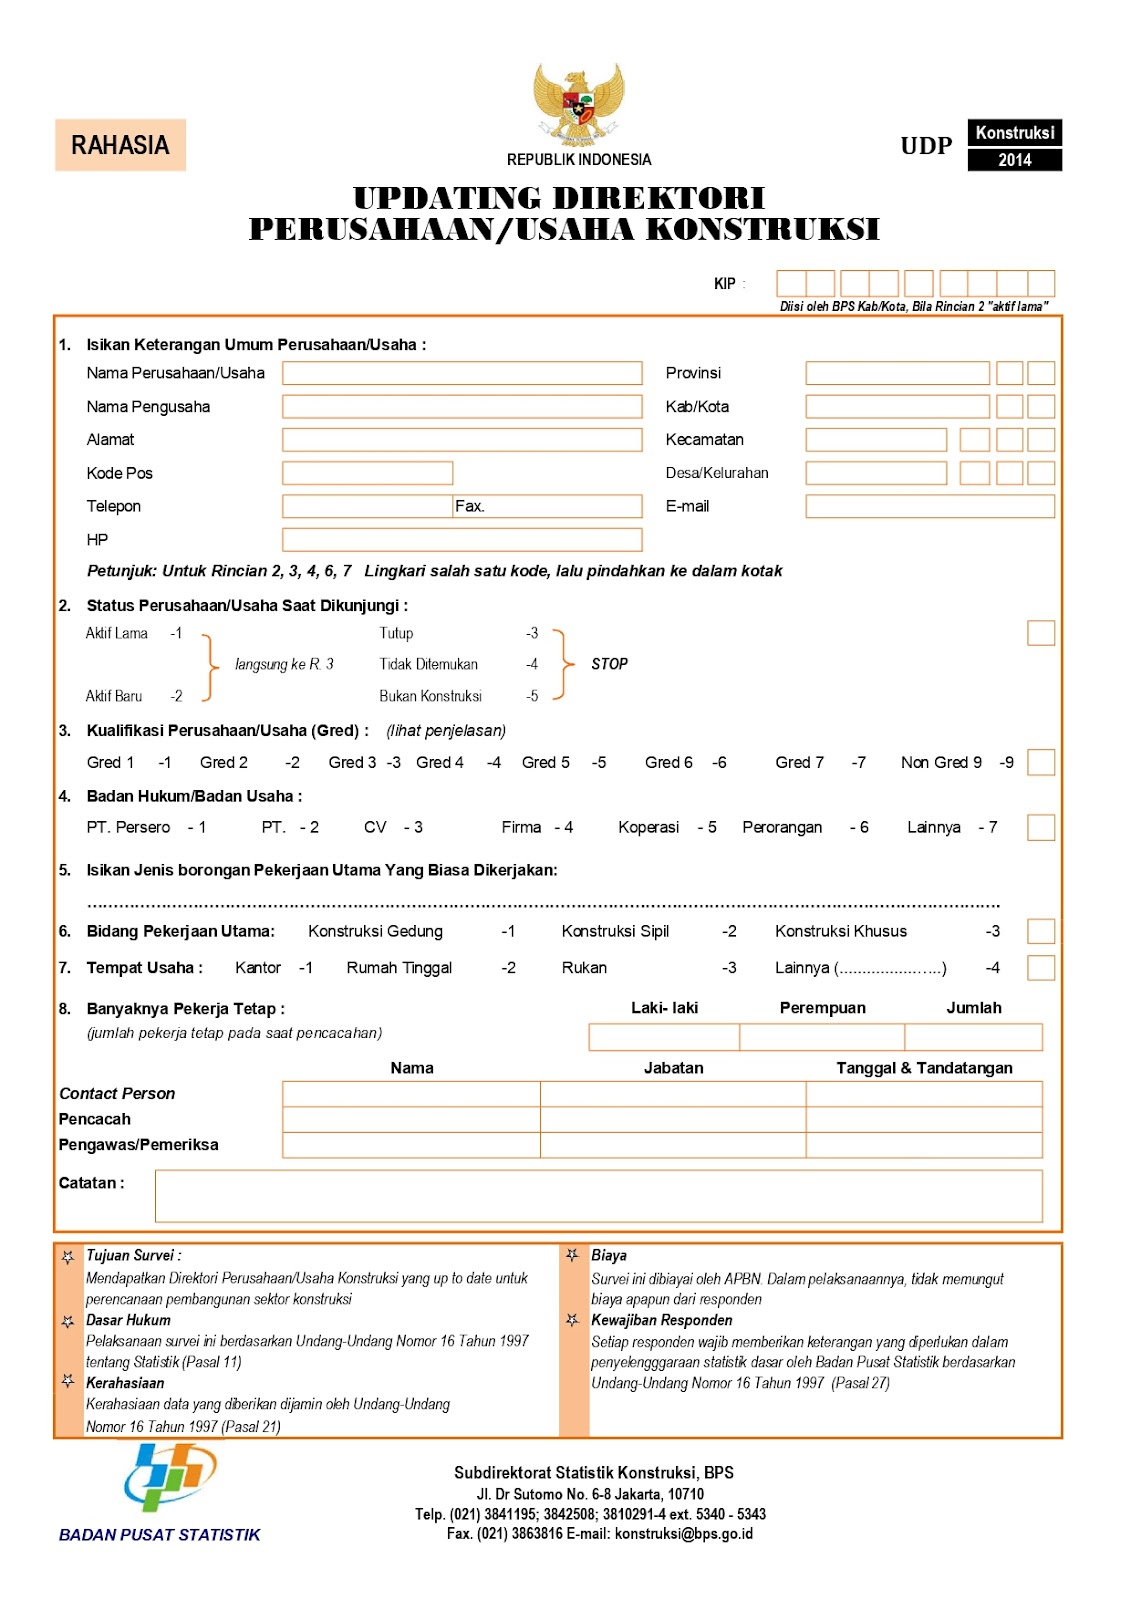 RAHASIA
REPUBLIK INDONESIA
UDP
Konstruksi
2014
UPDATING DIREKTORI
PERUSAHAAN/USAHA KONSTRUKSI
KIP :
Diisi oleh BPS Kab/Kota, Bila Rincian 2 "aktif lama"
1. Isikan Keterangan Umum Perusahaan/Usaha :
Nama Perusahaan/Usaha Provinsi
Nama Pengusaha Kab/Kota
Alamat Kecamatan
Kode Pos Desa/Kelurahan
Telepon Fax. E-mail
HP
Petunjuk: Untuk Rincian 2, 3, 4, 6, 7 Lingkari salah satu kode, lalu pindahkan ke dalam kotak
2. Status Perusahaan/Usaha Saat Dikunjungi :
Aktif Lama -1 Tutup -3
langsung ke R. 3 Tidak Ditemukan -4 STOP
Aktif Baru -2 Bukan Konstruksi -5
3. Kualifikasi Perusahaan/Usaha (Gred) : (lihat penjelasan)
Gred 1 -1 Gred 2 -2 Gred 3 -3 Gred 4 -4 Gred 5 -5 Gred 6 -6 Gred 7 -7 Non Gred 9 -9
4. Badan Hukum/Badan Usaha :
PT. Persero - 1 PT. - 2 CV - 3 Firma - 4 Koperasi - 5 Perorangan - 6 Lainnya - 7
5. Isikan Jenis borongan Pekerjaan Utama Yang Biasa Dikerjakan:
................................................................................
6. Bidang Pekerjaan Utama: Konstruksi Gedung -1 Konstruksi Sipil -2 Konstruksi Khusus -3
7. Tempat Usaha : Kantor -1 Rumah Tinggal -2 Rukan -3 Lainnya (.......................) -4
8. Banyaknya Pekerja Tetap : Laki- laki Perempuan Jumlah
(jumlah pekerja tetap pada saat pencacahan)
Nama Jabatan Tanggal & Tandatangan
Contact Person
Pencacah
Pengawas/Pemeriksa
Catatan :
Tujuan Survei :
Mendapatkan Direktori Perusahaan/Usaha Konstruksi yang up to date untuk
perencanaan pembangunan sektor konstruksi
Dasar Hukum
Pelaksanaan survei ini berdasarkan Undang-Undang Nomor 16 Tahun 1997
tentang Statistik (Pasal 11)
Kerahasiaan
Kerahasiaan data yang diberikan dijamin oleh Undang-Undang
Nomor 16 Tahun 1997 (Pasal 21)
Biaya
Survei ini dibiayai oleh APBN. Dalam pelaksanaannya, tidak memungut
biaya apapun dari responden
Kewajiban Responden
Setiap responden wajib memberikan keterangan yang diperlukan dalam
penyelengggaraan statistik dasar oleh Badan Pusat Statistik berdasarkan
Undang-Undang Nomor 16 Tahun 1997 (Pasal 27)
BADAN PUSAT STATISTIK
Subdirektorat Statistik Konstruksi, BPS
Jl. Dr Sutomo No. 6-8 Jakarta, 10710
Telp. (021) 3841195; 3842508; 3810291-4 ext. 5340 - 5343
Fax. (021) 3863816 E-mail: konstruksi@bps.go.id